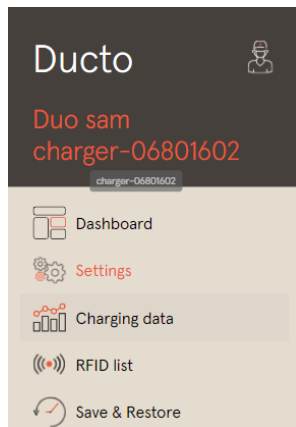 Ducto
Duo sam
charger-06801602
charger-06801602
Dashboard
Settings
Charging data
RFID list
Save & Restore